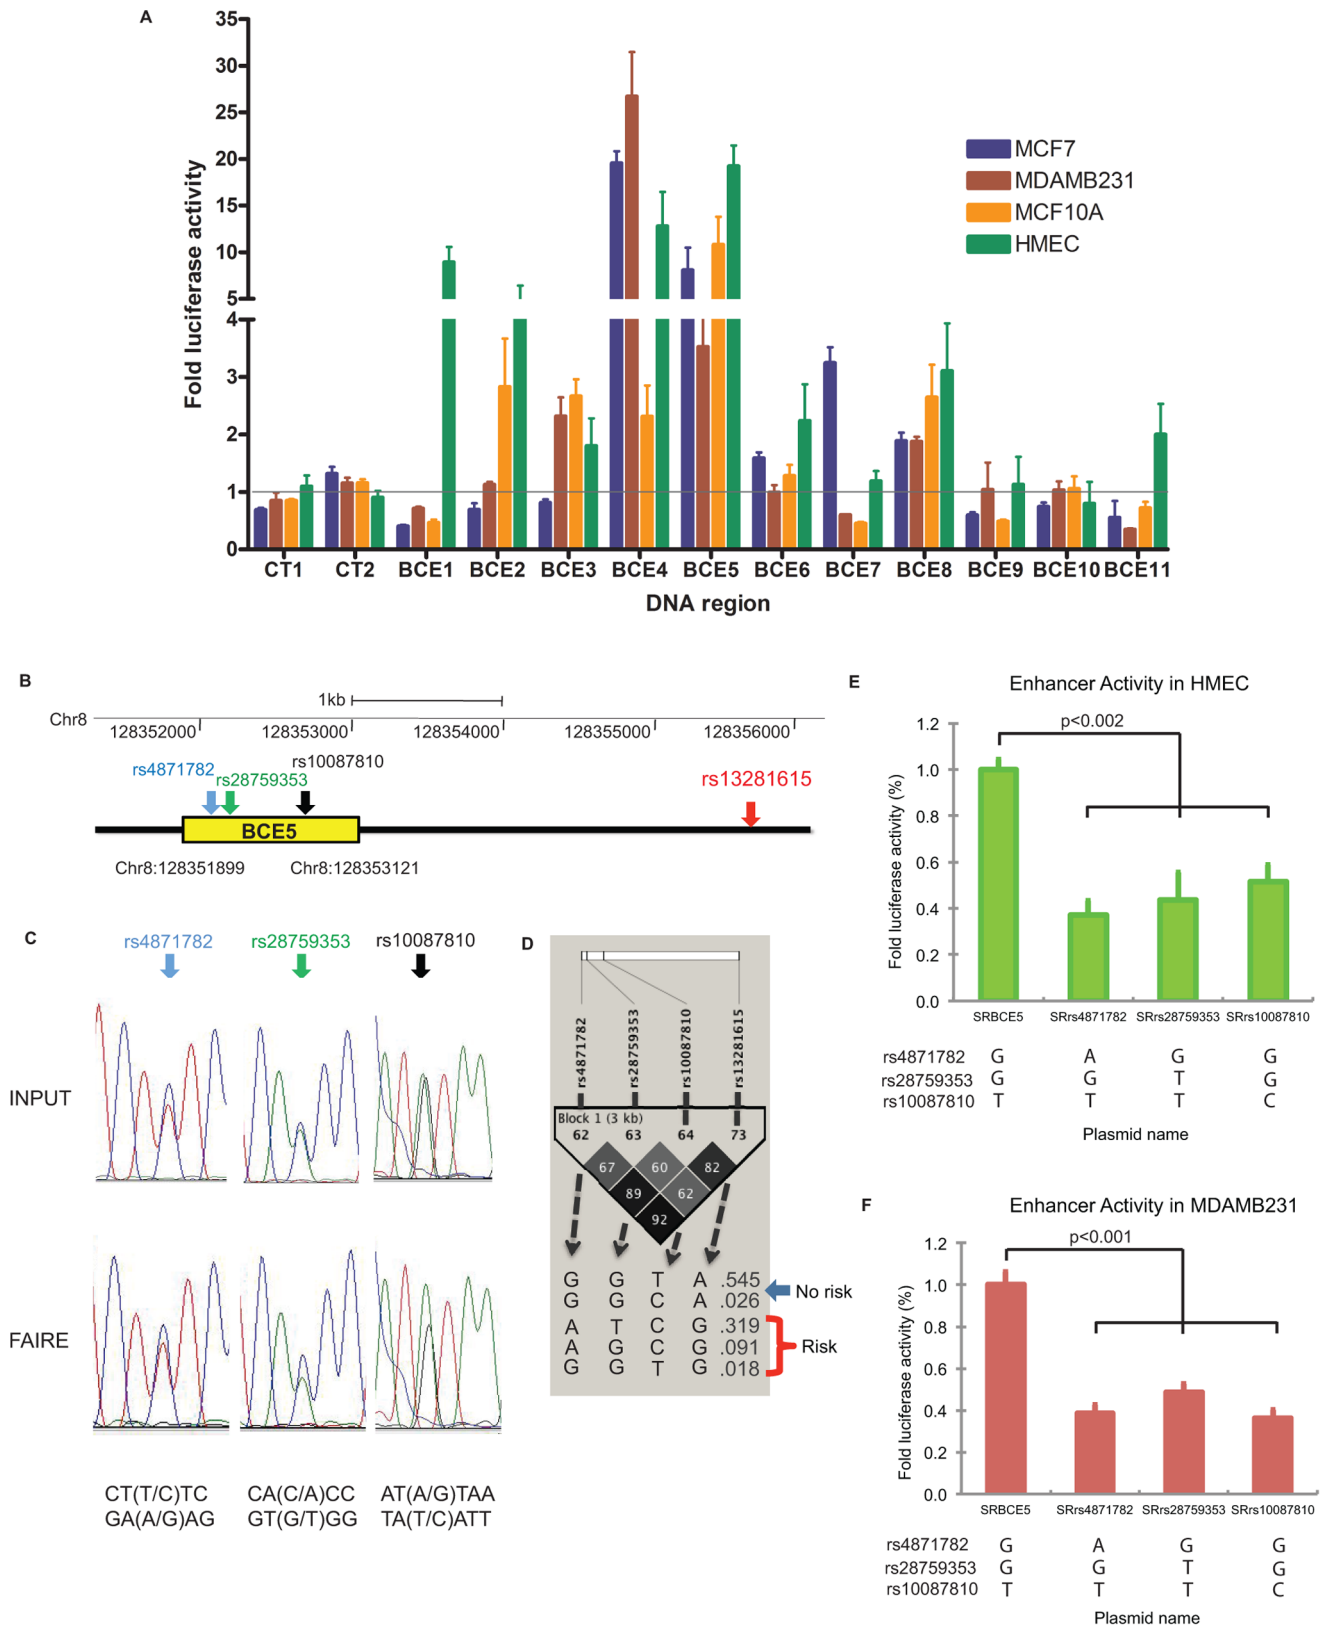 A
35
30
25
20
15
10
5
4
3
2
1
0
Fold luciferase activity
MCF7
MDAMB231
MCF10A
HMEC
CT1 CT2 BCE1 BCE2 BCE3 BCE4 BCE5 BCE6 BCE7 BCE8 BCE9 BCE10 BCE11
DNA region
B
1kb
Chr8
128352000 128353000 128354000 128355000 128356000
rs4871782
rs28759353
rs10087810
rs13281615
BCE5
Chr8:128351899 Chr8:128353121
C
rs4871782 rs28759353 rs10087810
INPUT
FAIRE
CT(T/C)TC CA(C/A)CC AT(A/G)TAA
GA(A/G)AG GT(G/T)GG TA(T/C)ATT
D
rs4871782
rs28759353
rs10087810
rs13281615
Block 1 (3 kb)
62 63 64 73
67 60 82
89 62
92
G G T A .545
G G C A .026
A T C G .319
A G C G .091
G G T G .018
No risk
Risk
E
Enhancer Activity in HMEC
p<0.002
1.2
1.0
0.8
0.6
0.4
0.2
0.0
Fold luciferase activity (%)
SRBCE5 SRrs4871782 SRrs28759353 SRrs10087810
rs4871782 G A G G
rs28759353 G G T G
rs10087810 T T T C
Plasmid name
F
Enhancer Activity in MDAMB231
p<0.001
1.2
1.0
0.8
0.6
0.4
0.2
0.0
Fold luciferase activity (%)
SRBCE5 SRrs4871782 SRrs28759353 SRrs10087810
rs4871782 G A G G
rs28759353 G G T G
rs10087810 T T T C
Plasmid name